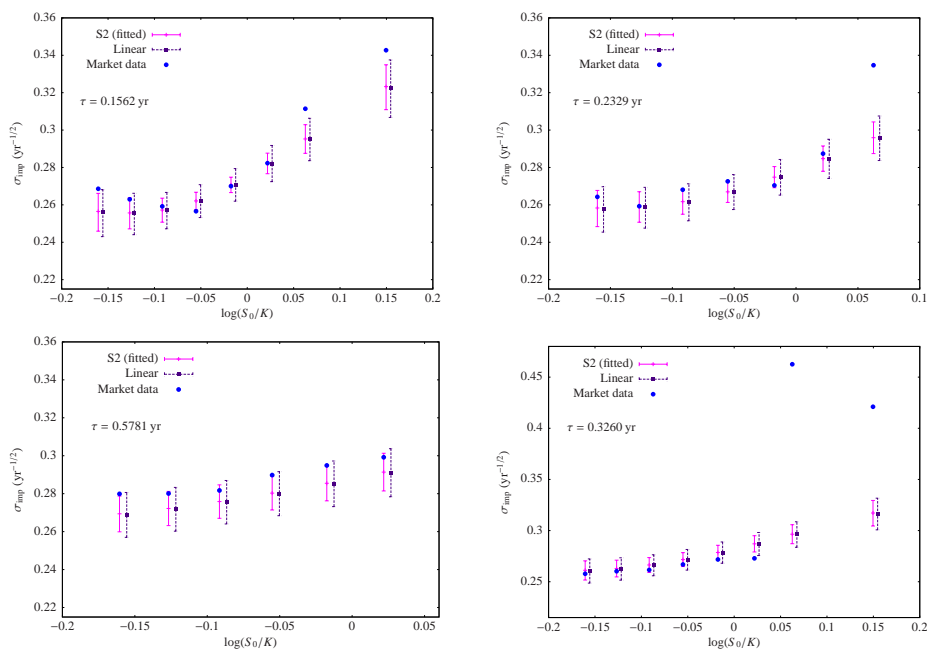 0.36
0.34
0.32
0.3
0.28
0.26
0.24
0.22
σimp (yr−1/2)
S2 (fitted)
Linear
Market data
τ = 0.1562 yr
−0.2 −0.15 −0.1 −0.05 0 0.05 0.1 0.15 0.2
log(S0/K)
0.36
0.34
0.32
0.3
0.28
0.26
0.24
0.22
σimp (yr−1/2)
S2 (fitted)
Linear
Market data
τ = 0.2329 yr
−0.2 −0.15 −0.1 −0.05 0 0.05 0.1
log(S0/K)
0.36
0.34
0.32
0.3
0.28
0.26
0.24
0.22
σimp (yr−1/2)
S2 (fitted)
Linear
Market data
τ = 0.5781 yr
−0.2 −0.15 −0.1 −0.05 0 0.05
log(S0/K)
0.45
0.4
0.35
0.3
0.25
σimp (yr−1/2)
S2 (fitted)
Linear
Market data
τ = 0.3260 yr
−0.2 −0.15 −0.1 −0.05 0 0.05 0.1 0.15 0.2
log(S0/K)